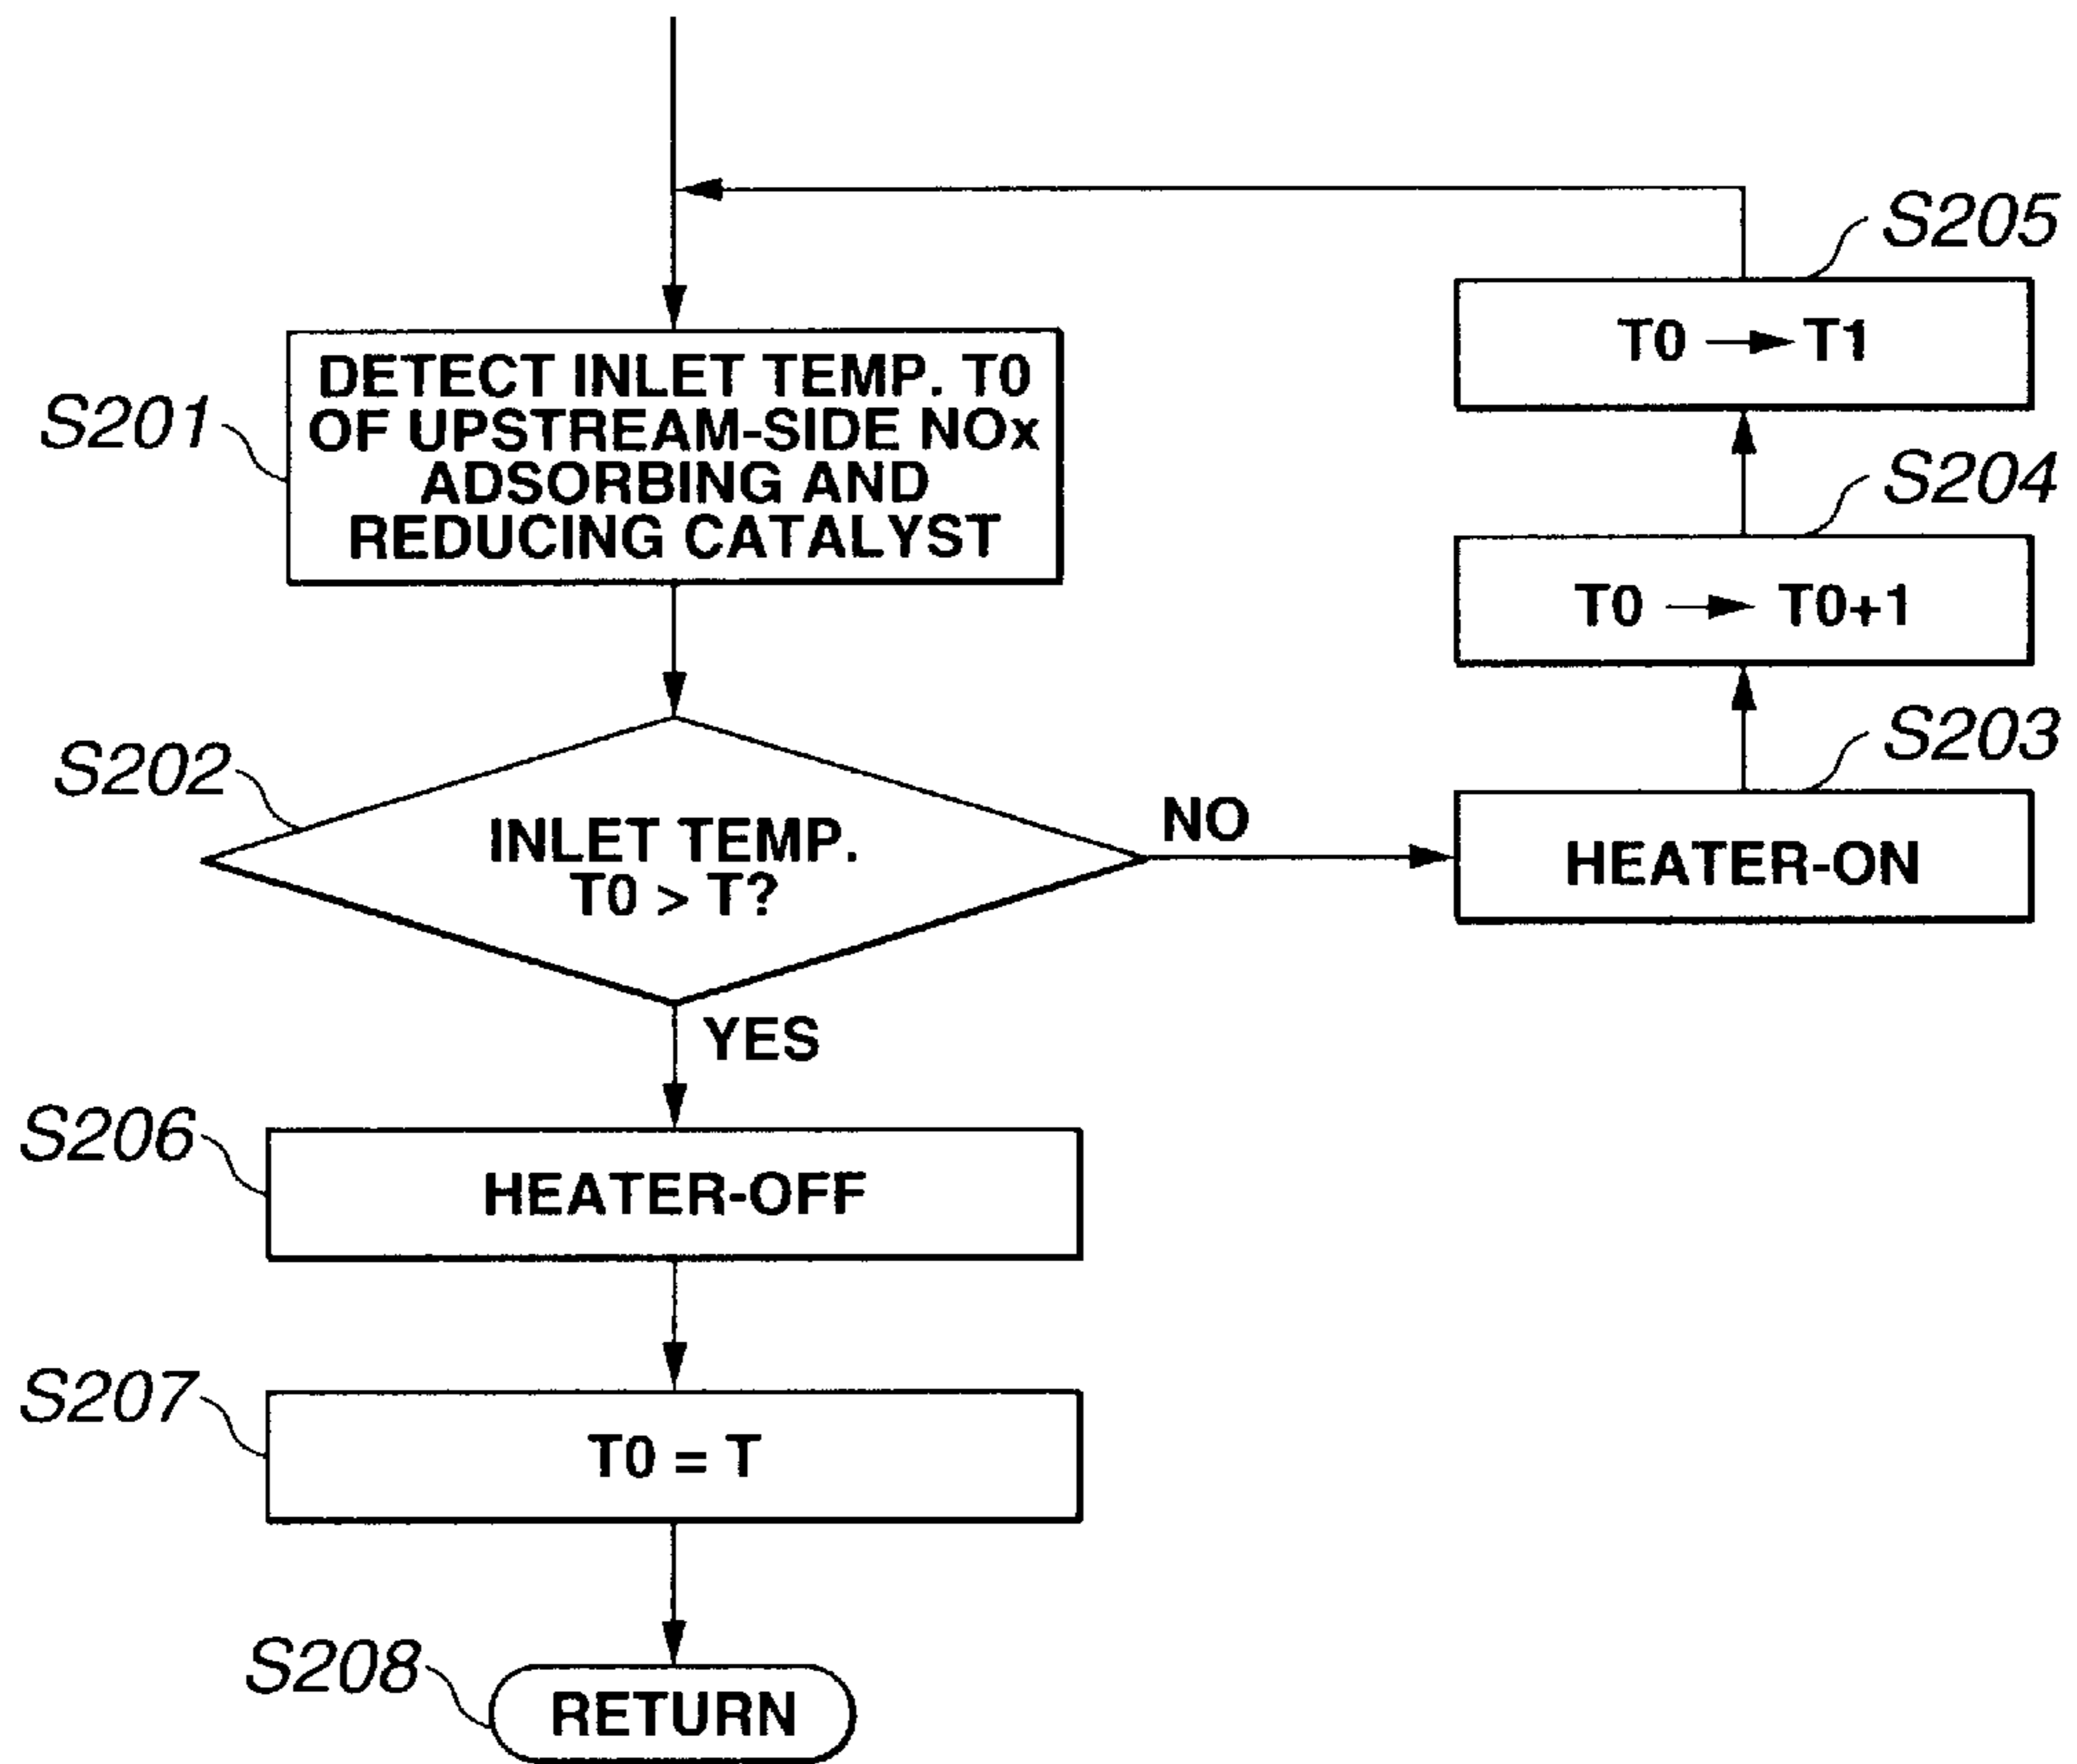 S201
DETECT INLET TEMP. T0
OF UPSTREAM-SIDE NOx
ADSORBING AND
REDUCING CATALYST
S202
INLET TEMP.
T0 > T?
NO
YES
S203
HEATER-ON
S204
T0 → T0+1
S205
T0 → T1
S206
HEATER-OFF
S207
T0 = T
S208
RETURN